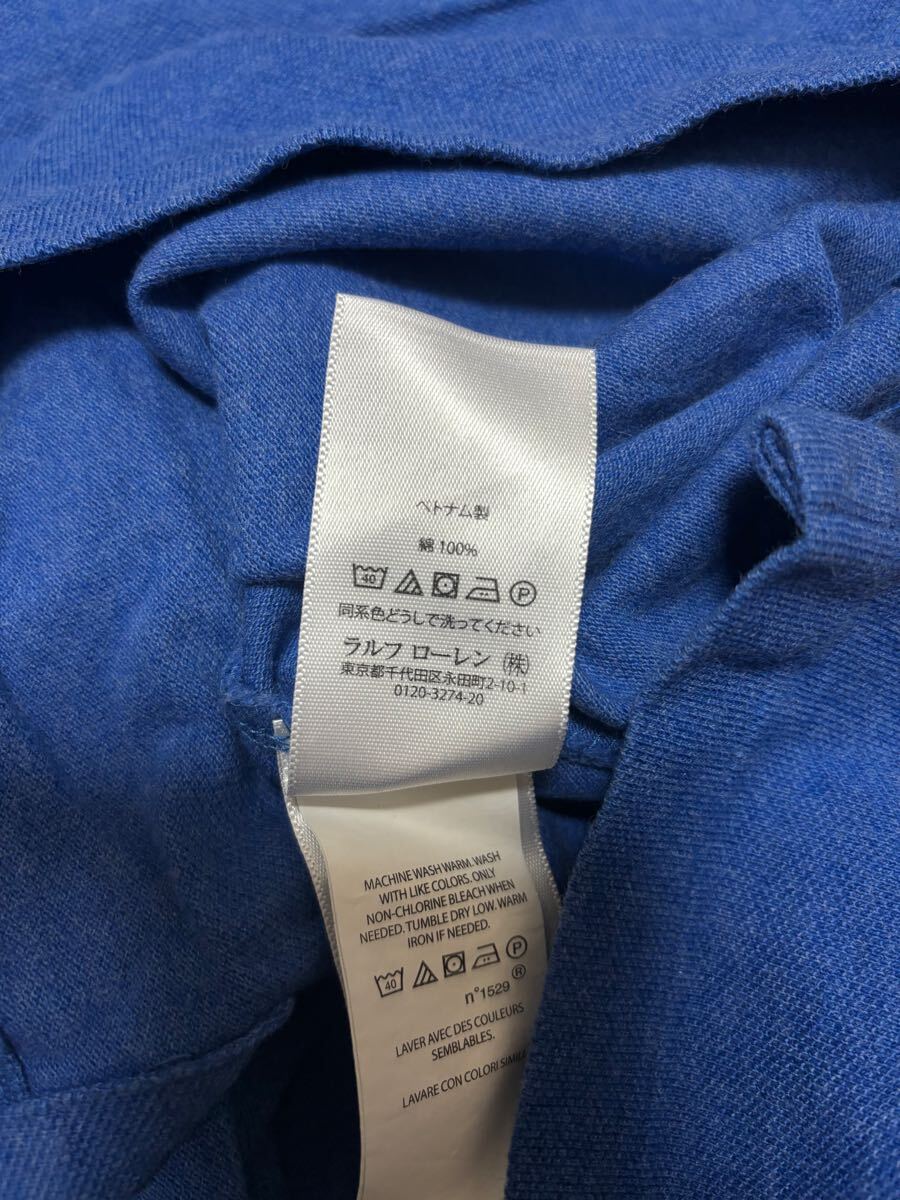 ベトナム製
綿 100%
40 P
同系色どうしで洗ってください
ラルフ ローレン (株)
東京都千代田区永田町2-10-1
0120-3274-20
MACHINE WASH WARM. WASH
WITH LIKE COLORS. ONLY
NON-CHLORINE BLEACH WHEN
NEEDED. TUMBLE DRY LOW. WARM
IRON IF NEEDED.
40 P
n°1529 ®
LAVER AVEC DES COULEURS
SEMBLABLES.
LAVARE CON COLORI SIMILI